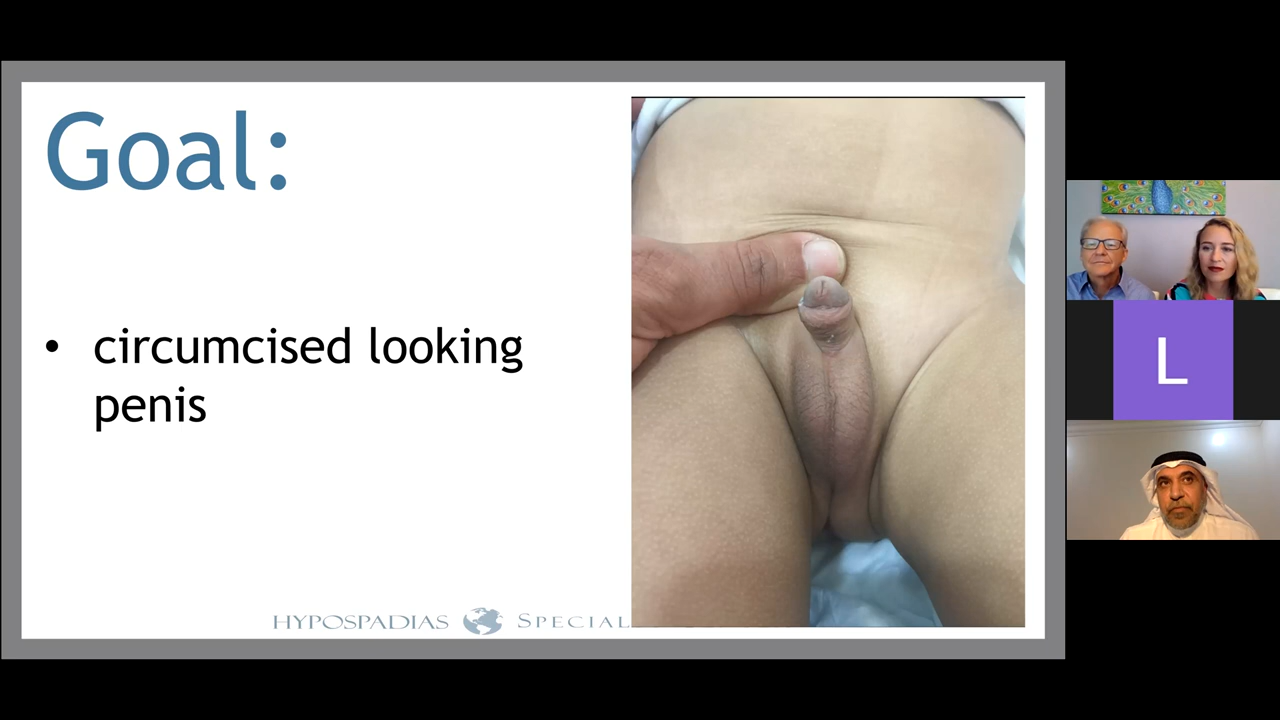 Goal:
• circumcised looking
penis
HYPOSPADIAS SPECIAL
L